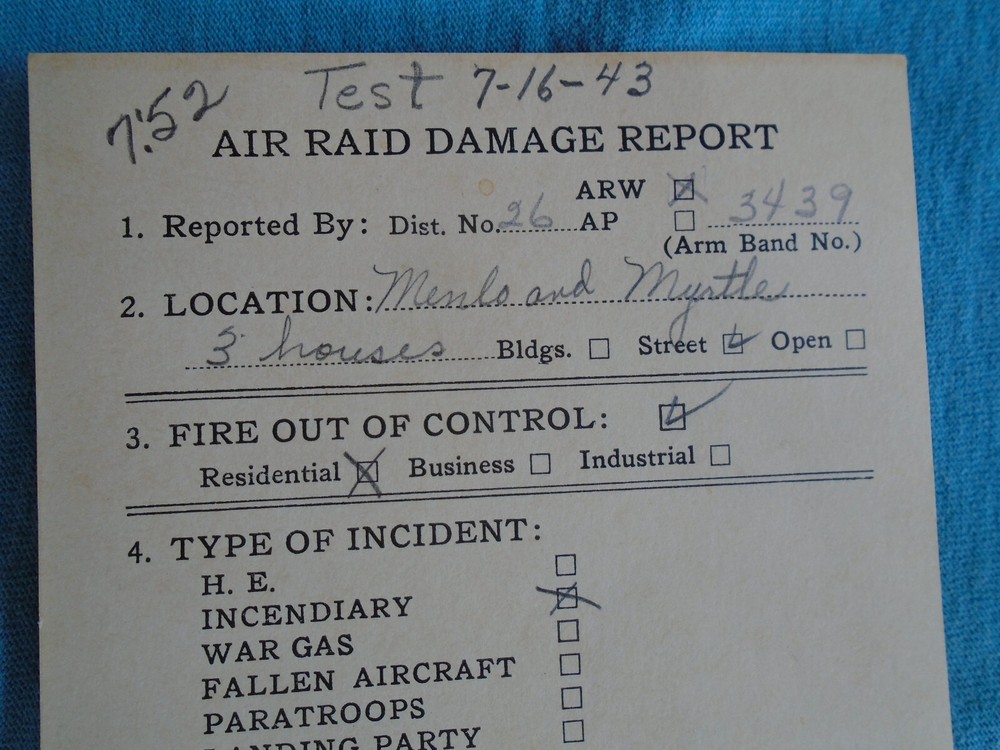 Test 7-16-43
7:52
AIR RAID DAMAGE REPORT
ARW ☒
1. Reported By: Dist. No. 26 AP ☐ 3439
(Arm Band No.)
2. LOCATION: Menlo and Myrtle
3 houses Bldgs. ☐ Street ☑ Open ☐
3. FIRE OUT OF CONTROL: ☑
Residential ☒ Business ☐ Industrial ☐
4. TYPE OF INCIDENT:
H. E. ☐
INCENDIARY ☒
WAR GAS ☐
FALLEN AIRCRAFT ☐
PARATROOPS ☐
LANDING PARTY ☐